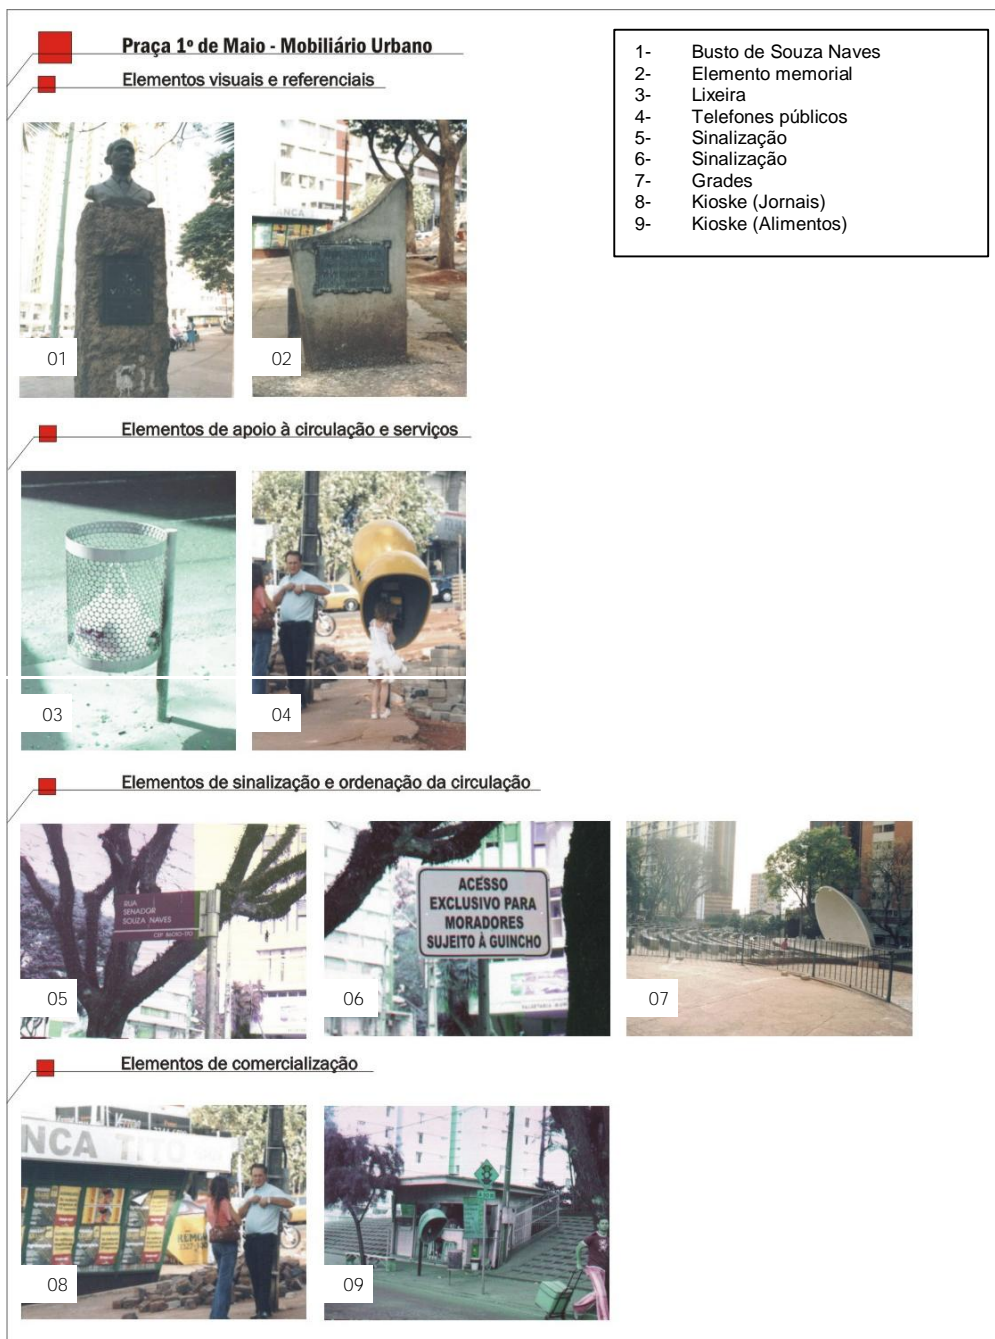 Praça 1º de Maio - Mobiliário Urbano
Elementos visuais e referenciais
1- Busto de Souza Naves
2- Elemento memorial
3- Lixeira
4- Telefones públicos
5- Sinalização
6- Sinalização
7- Grades
8- Kioske (Jornais)
9- Kioske (Alimentos)
ANCA
01
02
Elementos de apoio à circulação e serviços
03
04
Elementos de sinalização e ordenação da circulação
RUA
SENADOR
SOUZA NAVES
05
ACESSO
EXCLUSIVO PARA
MORADORES
SUJEITO À GUINCHO
06
07
Elementos de comercialização
NCA TITO
08
09